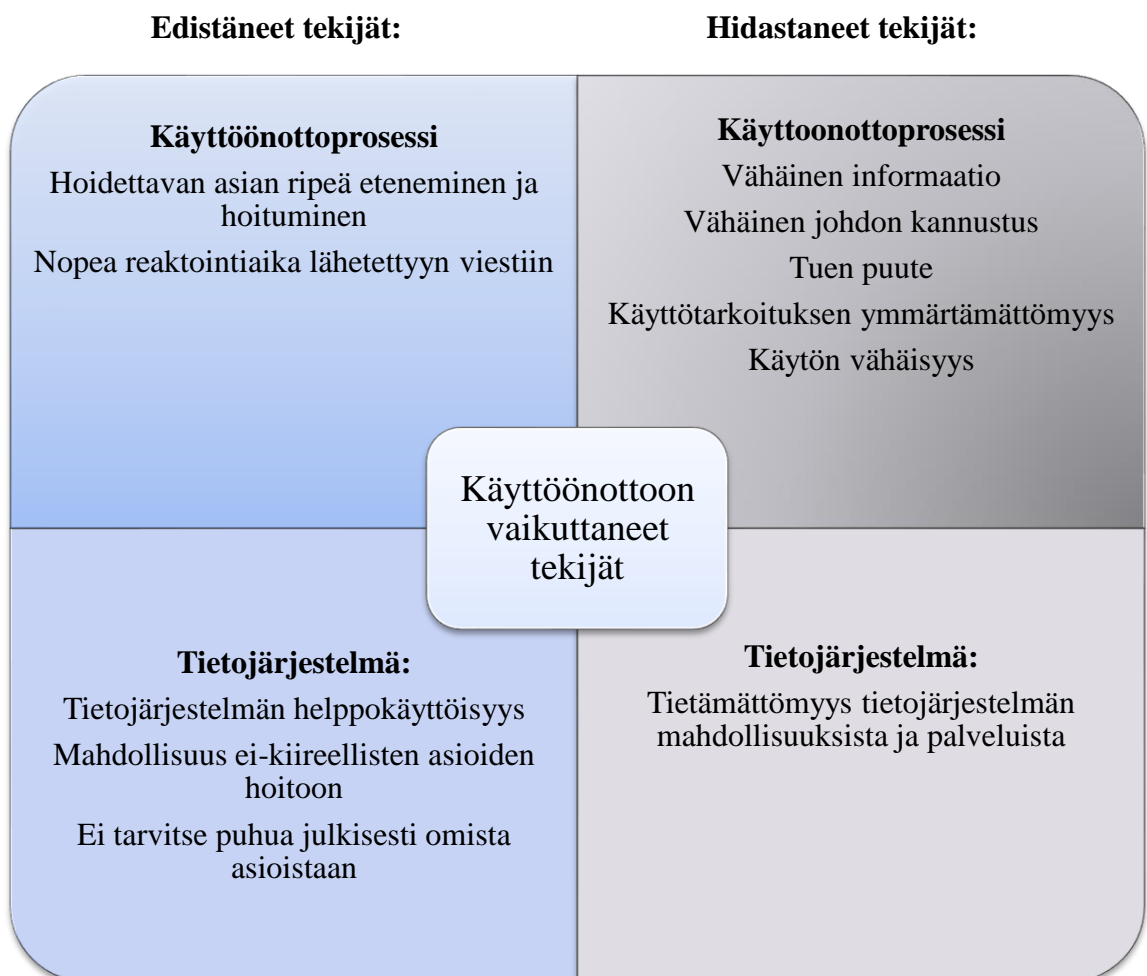 Edistäneet tekijät:
Hidastaneet tekijät:
Käyttöönottoprosessi
Hoidettavan asian ripeä eteneminen ja
hoituminen
Nopea reaktointiaika lähetettyyn viestiin
Käyttoonottoprosessi
Vähäinen informaatio
Vähäinen johdon kannustus
Tuen puute
Käyttötarkoituksen ymmärtämättömyys
Käytön vähäisyys
Käyttöönottoon
vaikuttaneet
tekijät
Tietojärjestelmä:
Tietojärjestelmän helppokäyttöisyys
Mahdollisuus ei-kiireellisten asioiden
hoitoon
Ei tarvitse puhua julkisesti omista
asioistaan
Tietojärjestelmä:
Tietämättömyys tietojärjestelmän
mahdollisuuksista ja palveluista